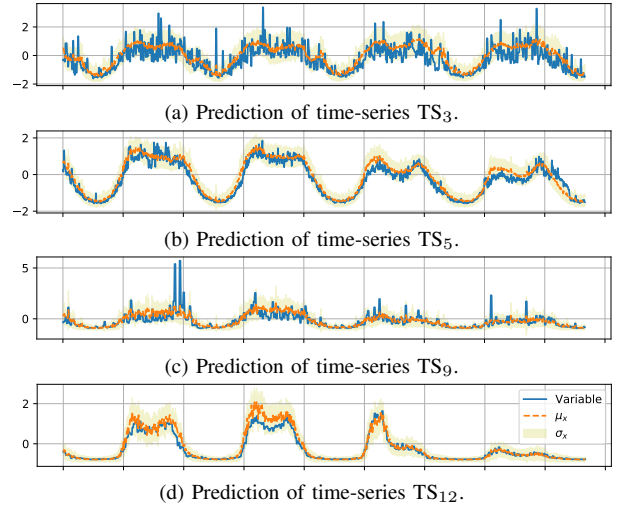 2
0
−2
(a) Prediction of time-series TS₃.
2
0
−2
(b) Prediction of time-series TS₅.
5
0
(c) Prediction of time-series TS₉.
2
0
Variable
μₓ
σₓ
(d) Prediction of time-series TS₁₂.